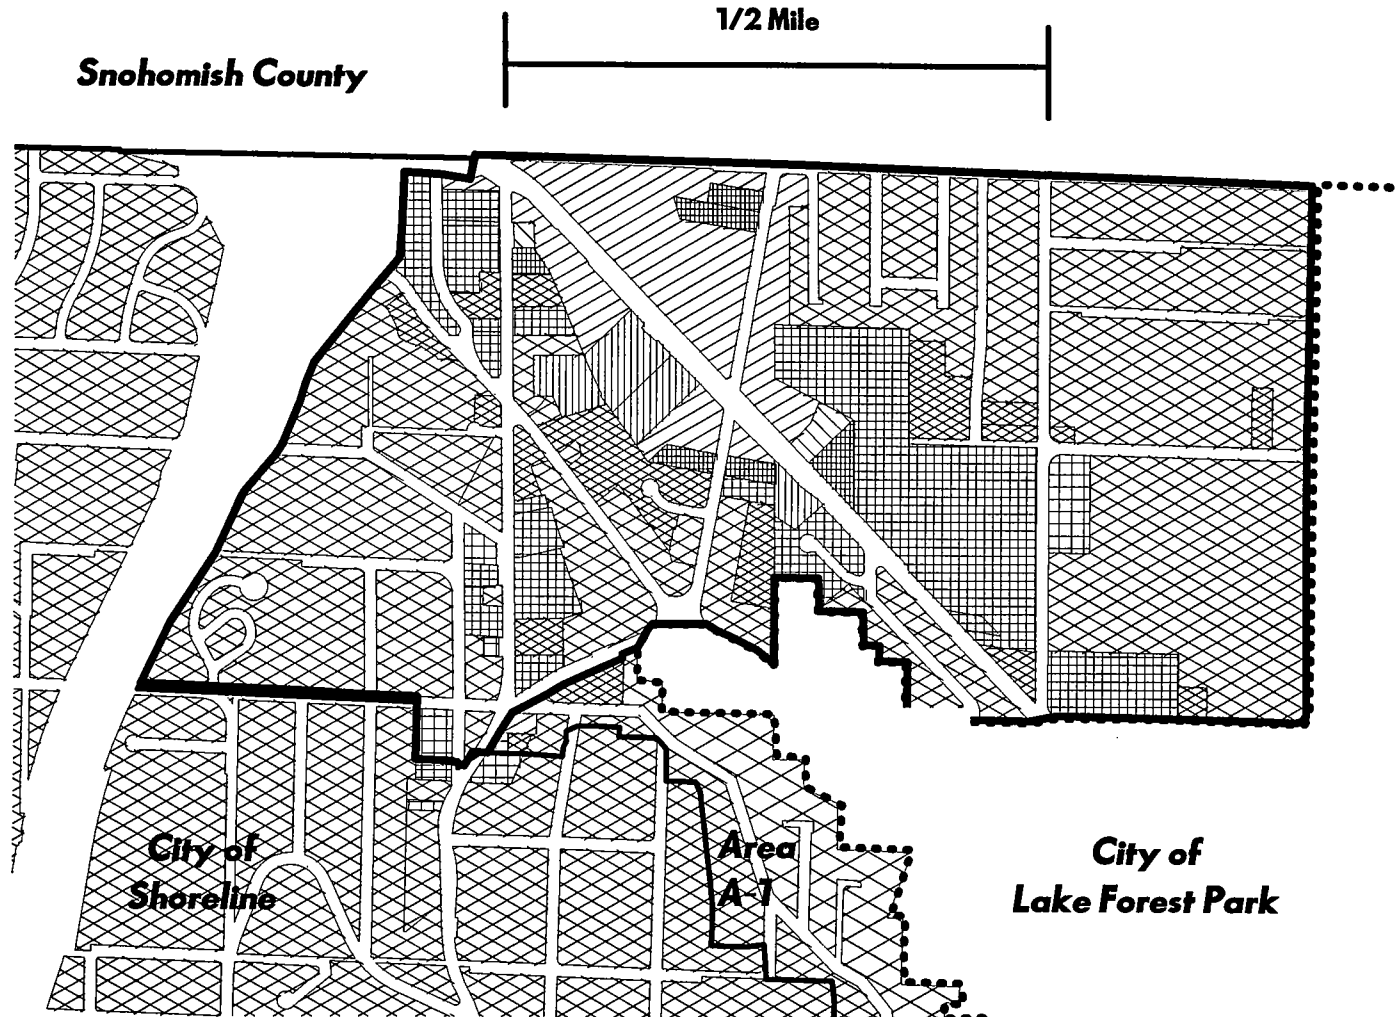 1/2 Mile
Snohomish County
City of
Shoreline
Area
A-1
City of
Lake Forest Park